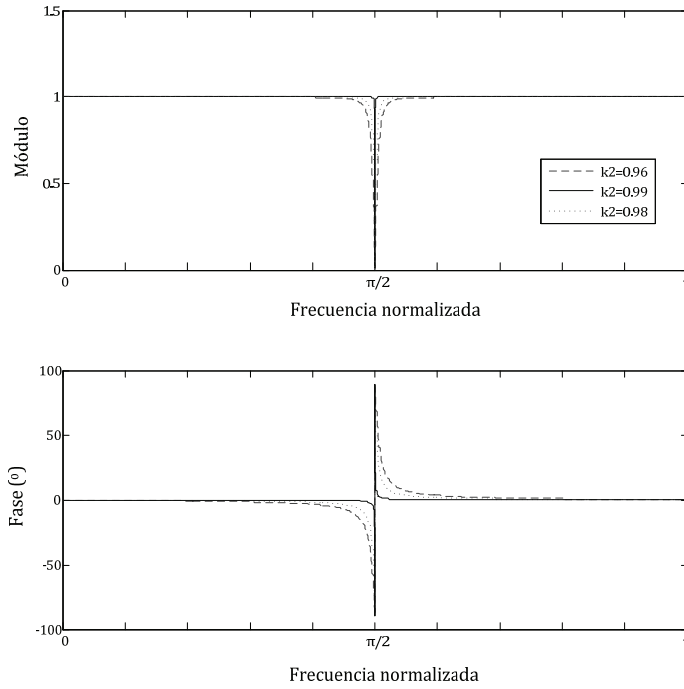 1.5
1
0.5
0
Módulo
k2=0.96
k2=0.99
k2=0.98
0
π/2
Frecuencia normalizada
100
50
0
-50
-100
Fase (º)
0
π/2
Frecuencia normalizada